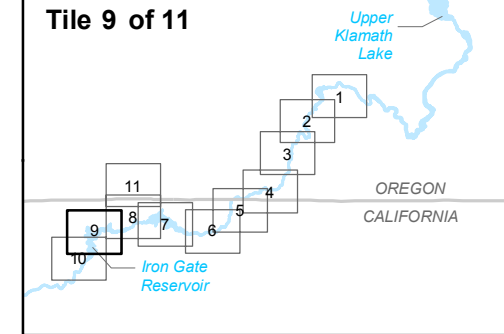 Tile 9 of 11
Upper
Klamath
Lake
1
2
3
11
4
OREGON
5
8
7
CALIFORNIA
9
6
10
Iron Gate
Reservoir